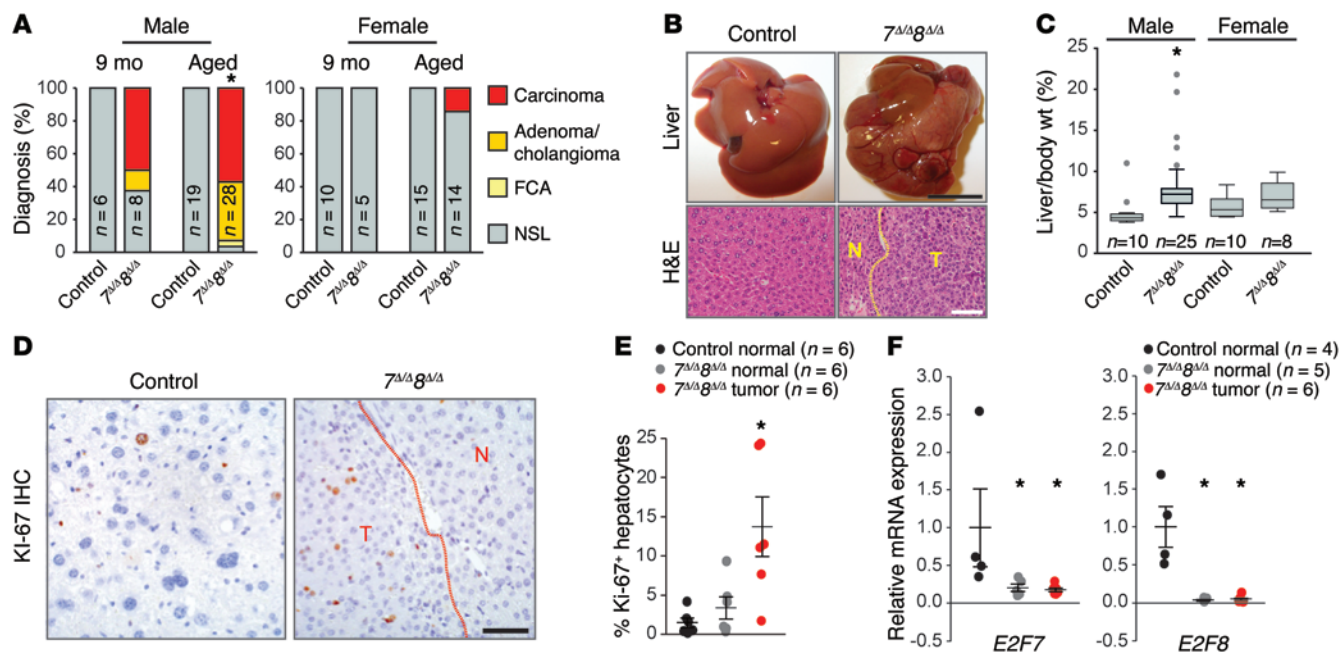 A
Male
Female
9 mo
Aged
9 mo
Aged
*
Diagnosis (%)
100
80
60
40
20
0
n = 6
n = 8
n = 19
n = 28
Control
7Δ/Δ8Δ/Δ
Control
7Δ/Δ8Δ/Δ
100
80
60
40
20
0
n = 10
n = 5
n = 15
n = 14
Control
7Δ/Δ8Δ/Δ
Control
7Δ/Δ8Δ/Δ
Carcinoma
Adenoma/
cholangioma
FCA
NSL
B
Control
7Δ/Δ8Δ/Δ
Liver
H&E
N
T
C
Male
Female
Liver/body wt (%)
25
20
15
10
5
0
*
n=10
n=25
n=10
n=8
Control
7Δ/Δ8Δ/Δ
Control
7Δ/Δ8Δ/Δ
D
Control
7Δ/Δ8Δ/Δ
KI-67 IHC
N
T
E
Control normal (n = 6)
7Δ/Δ8Δ/Δ normal (n = 6)
7Δ/Δ8Δ/Δ tumor (n = 6)
% Ki-67+ hepatocytes
25
20
15
10
5
0
*
F
Control normal (n = 4)
7Δ/Δ8Δ/Δ normal (n = 5)
7Δ/Δ8Δ/Δ tumor (n = 6)
Relative mRNA expression
3.0
2.5
2.0
1.5
1.0
0.5
0.0
-0.5
* *
E2F7
3.0
2.5
2.0
1.5
1.0
0.5
0.0
-0.5
* *
E2F8